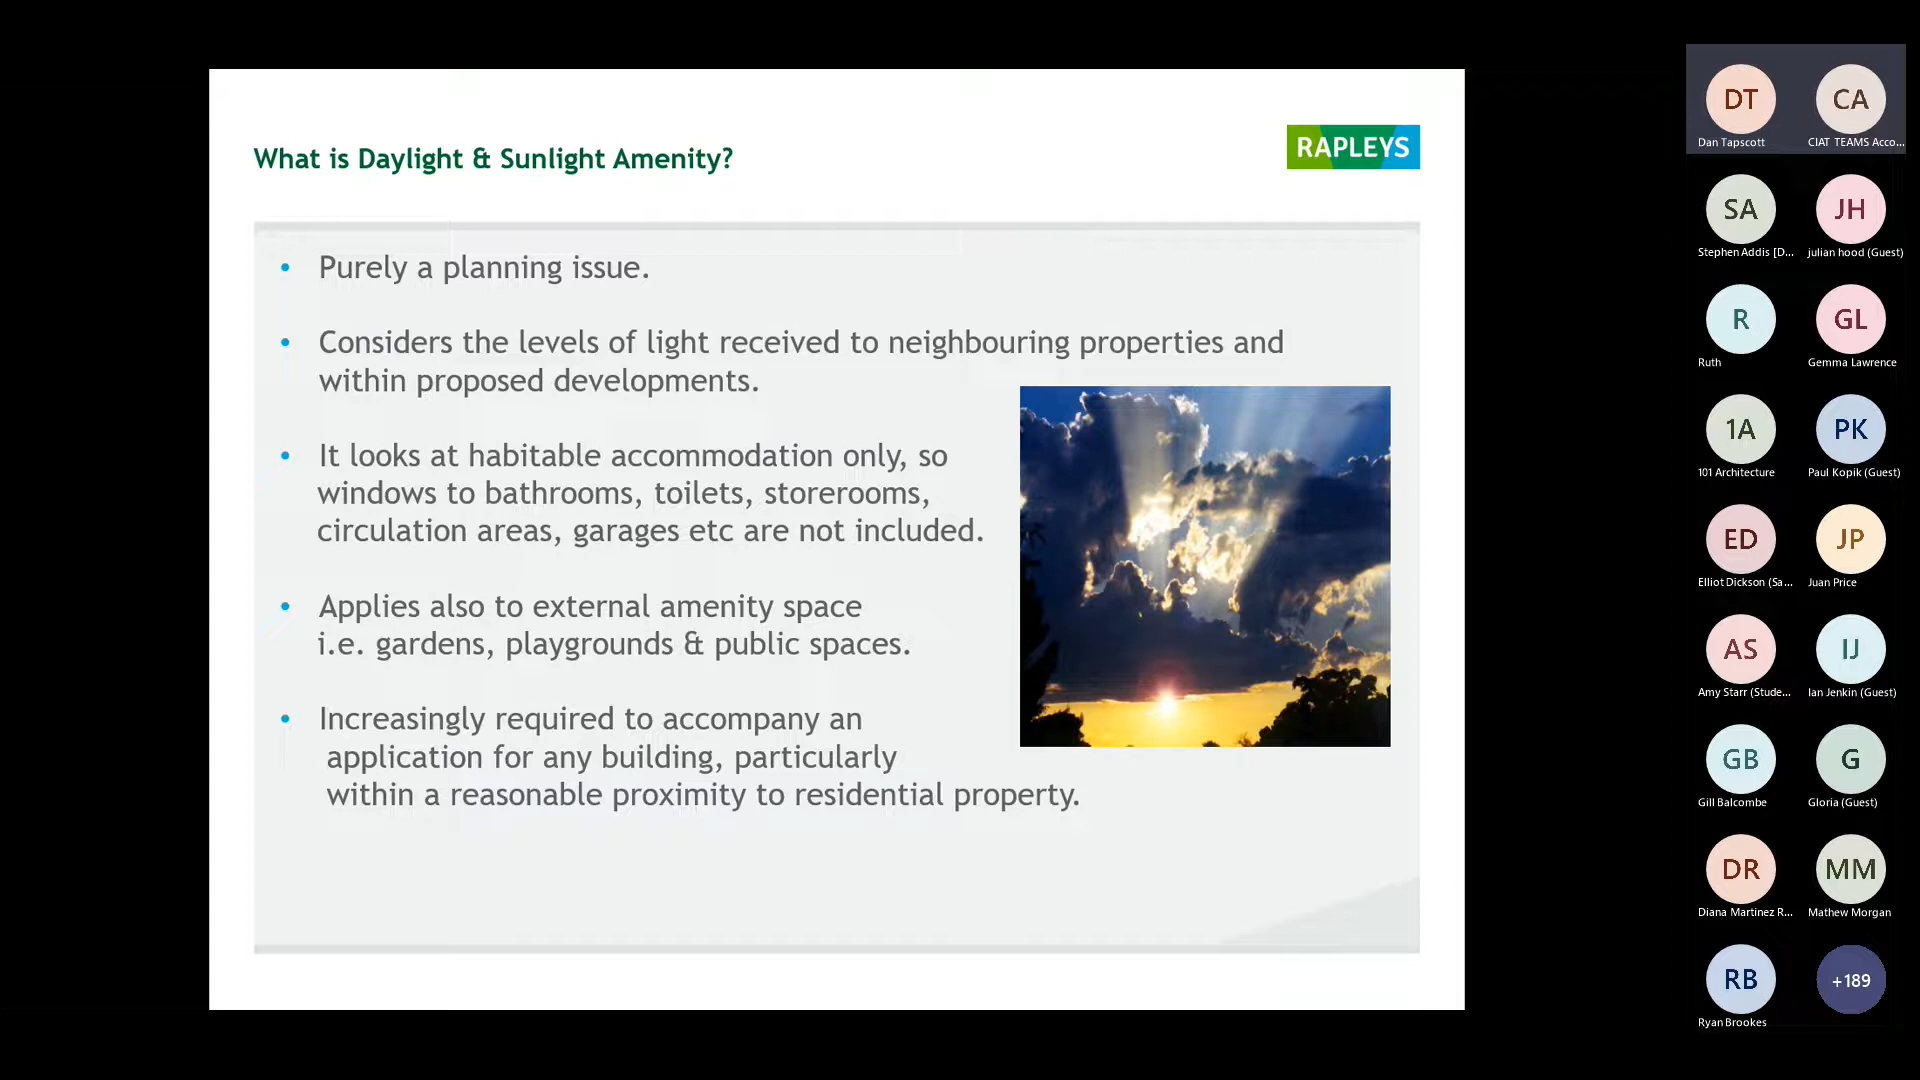 What is Daylight & Sunlight Amenity?
RAPLEYS
• Purely a planning issue.
• Considers the levels of light received to neighbouring properties and
within proposed developments.
• It looks at habitable accommodation only, so
windows to bathrooms, toilets, storerooms,
circulation areas, garages etc are not included.
• Applies also to external amenity space
i.e. gardens, playgrounds & public spaces.
• Increasingly required to accompany an
application for any building, particularly
within a reasonable proximity to residential property.
DT
Dan Tapscott
CA
CIAT TEAMS Acco...
SA
Stephen Addis [D...
JH
julian hood (Guest)
R
Ruth
GL
Gemma Lawrence
1A
101 Architecture
PK
Paul Kopik (Guest)
ED
Elliot Dickson (Sa...
JP
Juan Price
AS
Amy Starr (Stude...
IJ
Ian Jenkin (Guest)
GB
Gill Balcombe
G
Gloria (Guest)
DR
Diana Martinez R...
MM
Mathew Morgan
RB
Ryan Brookes
+189